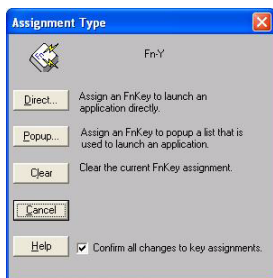 Assignment Type
Fn-Y
Direct...
Assign an FnKey to launch an
application directly.
Popup...
Assign an FnKey to popup a list that is
used to launch an application.
Clear
Clear the current FnKey assignment.
Cancel
Help
Confirm all changes to key assignments.